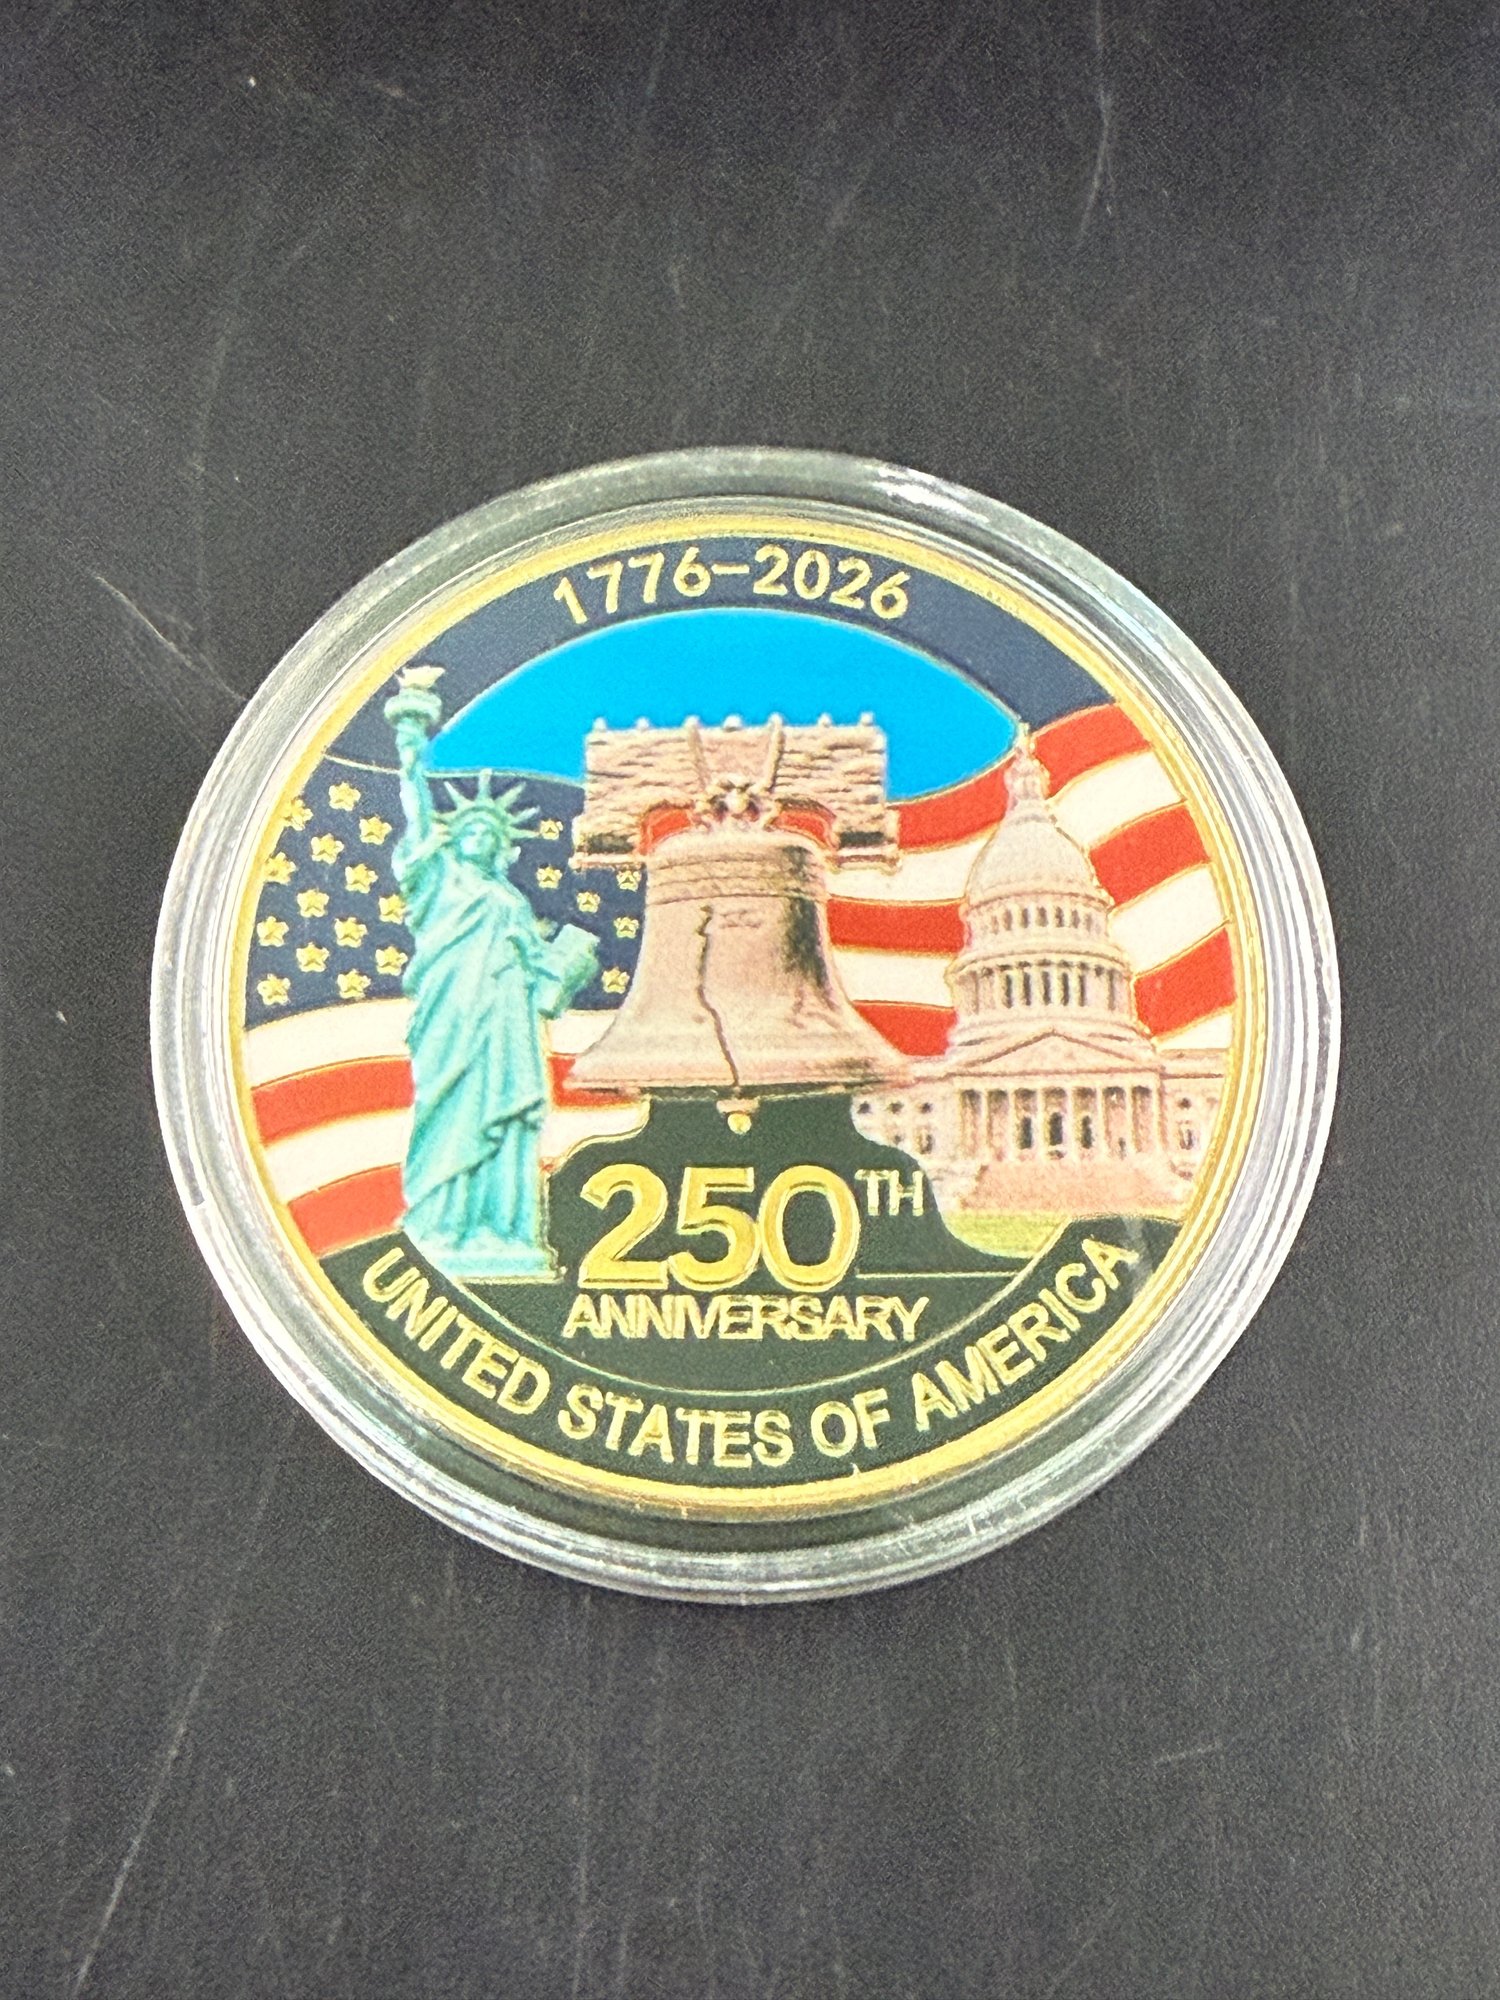 1776-2026
250TH
ANNIVERSARY
UNITED STATES OF AMERICA